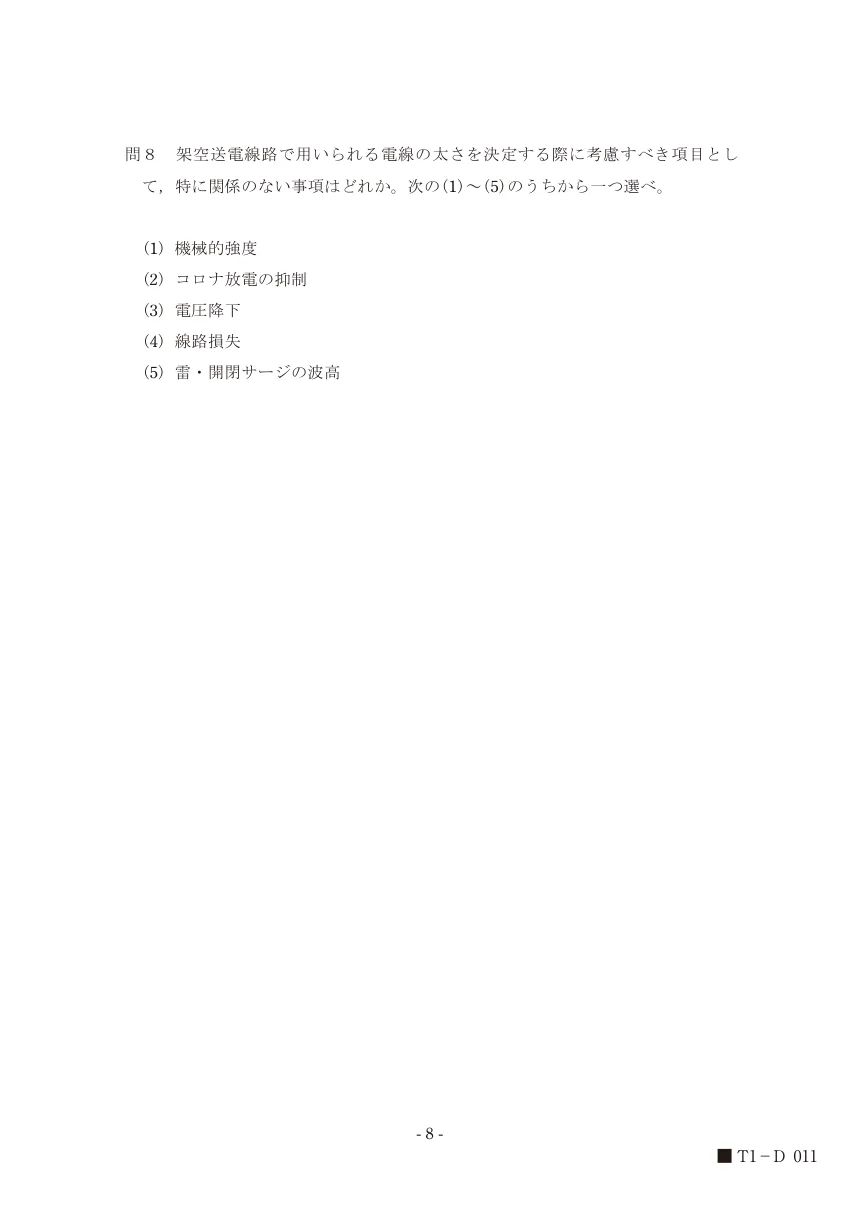 問８　架空送電線路で用いられる電線の太さを決定する際に考慮すべき項目とし
て，特に関係のない事項はどれか。次の(1)～(5)のうちから一つ選べ。
(1) 機械的強度
(2) コロナ放電の抑制
(3) 電圧降下
(4) 線路損失
(5) 雷・開閉サージの波高
- 8 -
■ T1－D 011